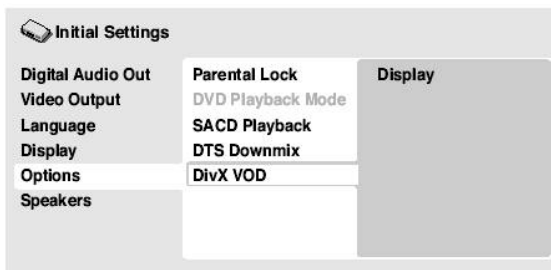 Initial Settings
Digital Audio Out
Video Output
Language
Display
Options
Speakers
Parental Lock
DVD Playback Mode
SACD Playback
DTS Downmix
DivX VOD
Display